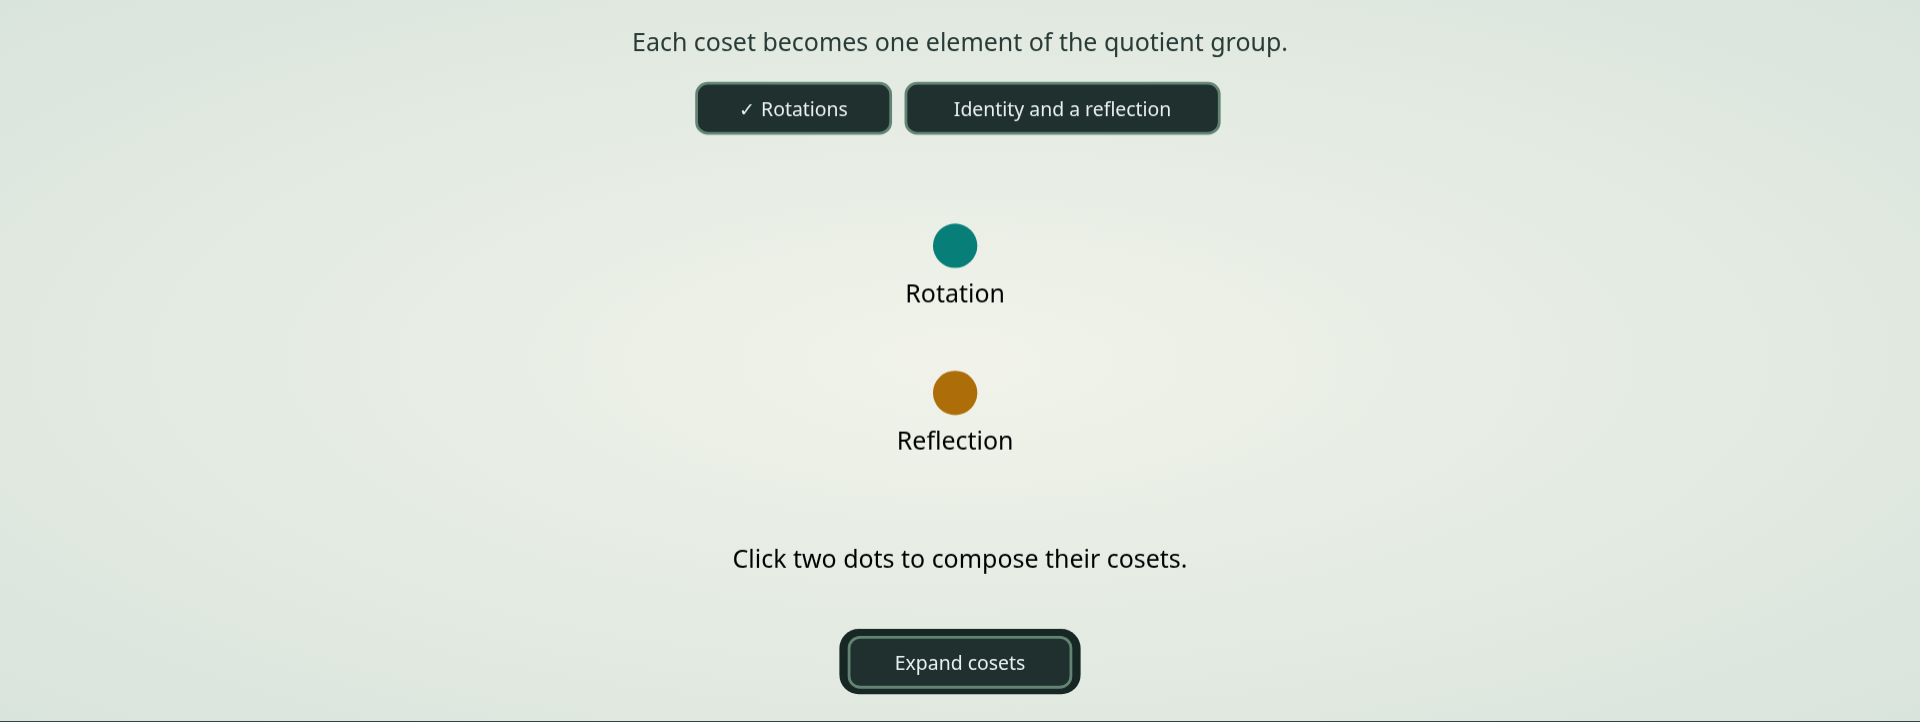 Each coset becomes one element of the quotient group.
✓ Rotations
Identity and a reflection
Rotation
Reflection
Click two dots to compose their cosets.
Expand cosets